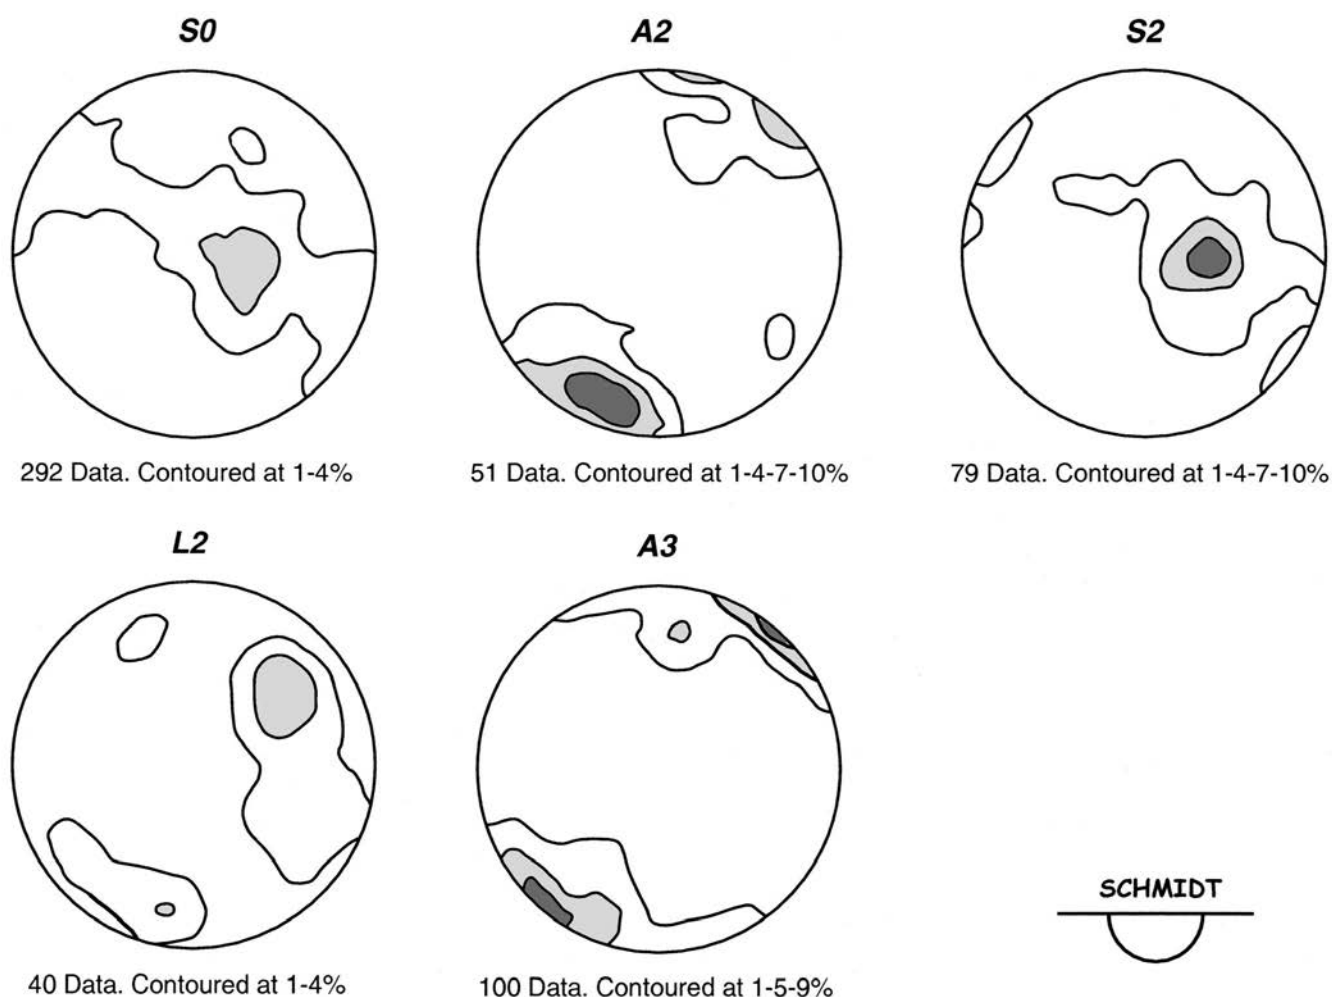 S0
A2
S2
292 Data. Contoured at 1-4%
51 Data. Contoured at 1-4-7-10%
79 Data. Contoured at 1-4-7-10%
L2
A3
SCHMIDT
40 Data. Contoured at 1-4%
100 Data. Contoured at 1-5-9%